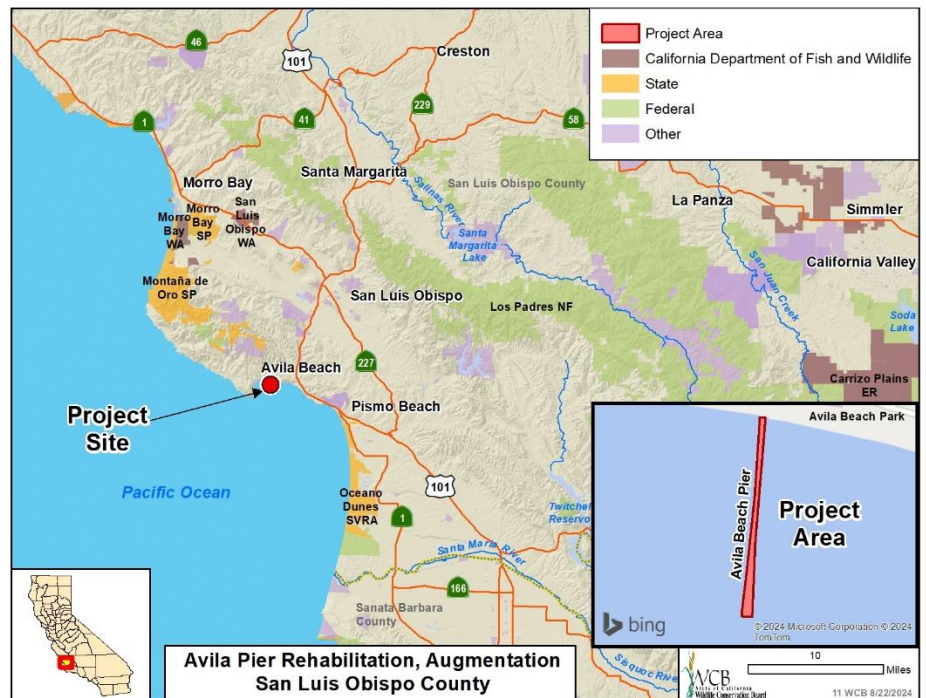 Project Area
California Department of Fish and Wildlife
State
Federal
Other
46
101
Creston
229
41
58
1
Morro Bay
Santa Margarita
Salinas River
San Luis Obispo County
La Panza
Simmler
Morro
Bay
WA
Morro
Bay
SP
San
Luis
Obispo
WA
Santa
Margarita
Lake
San Juan Creek
California Valley
Montaña de
Oro SP
San Luis Obispo
Los Padres NF
Soda
Lake
Avila Beach
227
Carrizo Plains
ER
Project
Site
Pismo Beach
Pacific Ocean
101
Oceano
Dunes
SVRA
1
Twitchel
Reservo
Santa Maria River
166
Sanata Barbara
County
Sisquoc River
Avila Beach Park
Avila Beach Pier
Project
Area
bing
© 2024 Microsoft Corporation © 2024
TomTom
Avila Pier Rehabilitation, Augmentation
San Luis Obispo County
WCB
State of California
Wildlife Conservation Board
10
Miles
11 WCB 8/22/2024